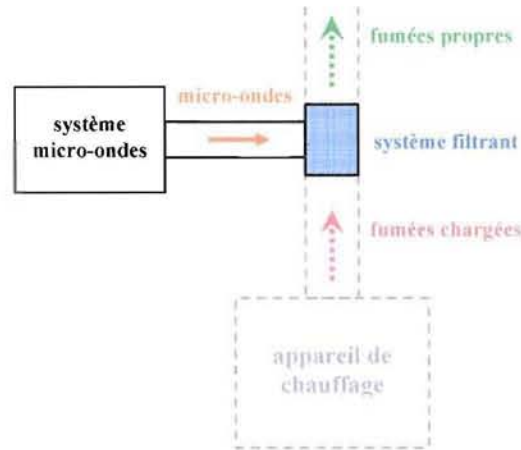 fumées propres
micro-ondes
système
micro-ondes
système filtrant
fumées chargées
appareil de
chauffage